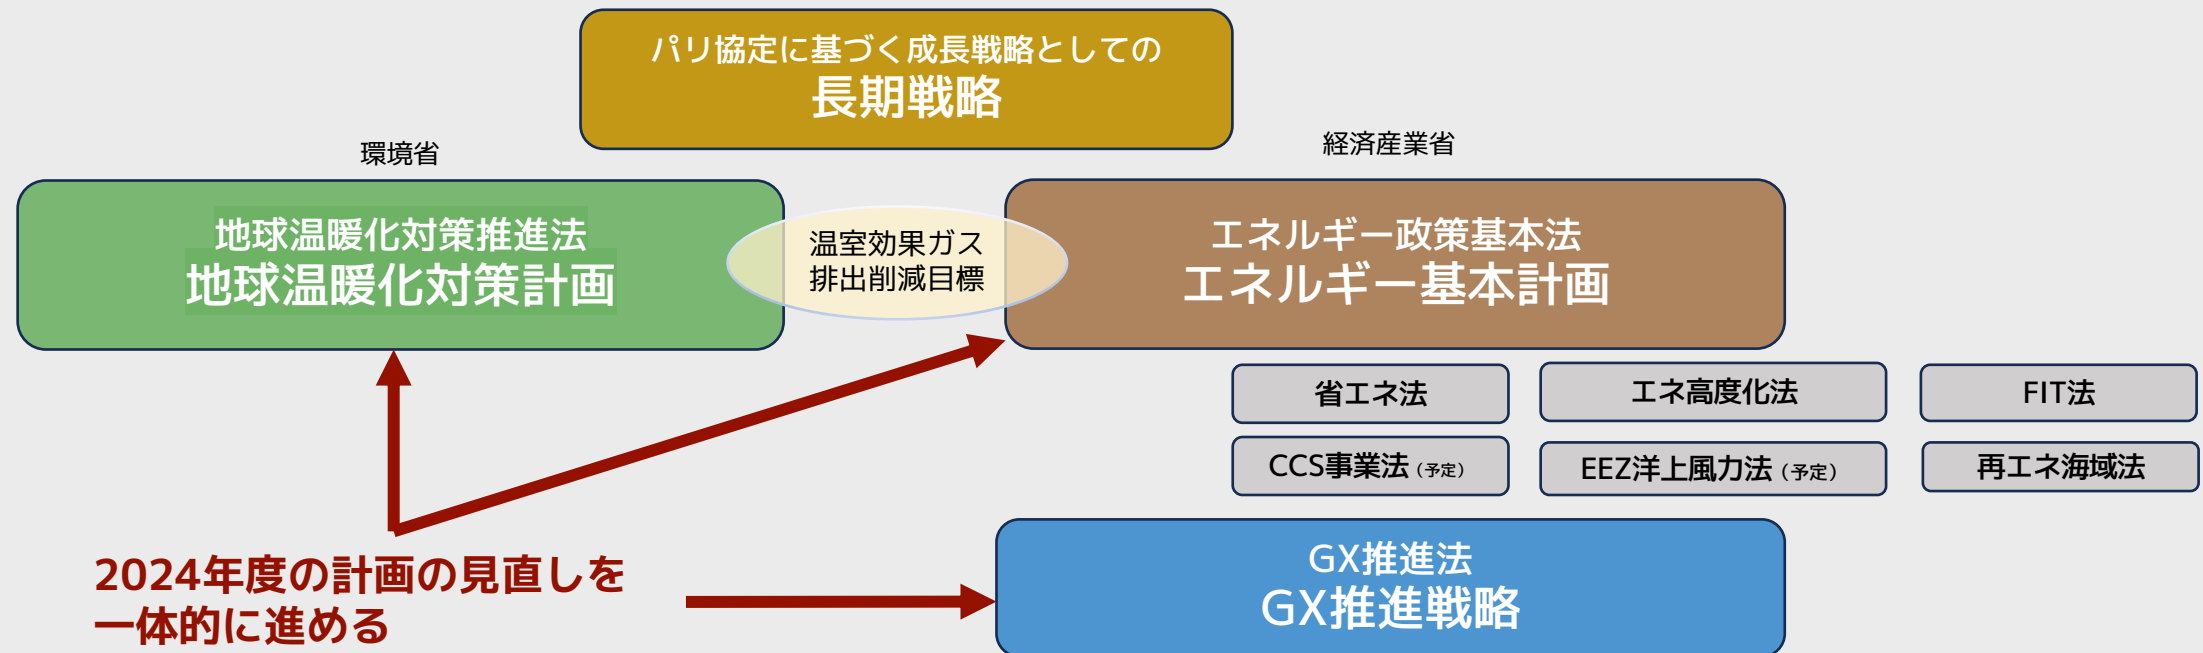 パリ協定に基づく成長戦略としての
長期戦略
環境省
経済産業省
地球温暖化対策推進法
地球温暖化対策計画
温室効果ガス
排出削減目標
エネルギー政策基本法
エネルギー基本計画
省エネ法
エネ高度化法
FIT法
CCS事業法（予定）
EEZ洋上風力法（予定）
再エネ海域法
2024年度の計画の見直しを
一体的に進める
GX推進法
GX推進戦略